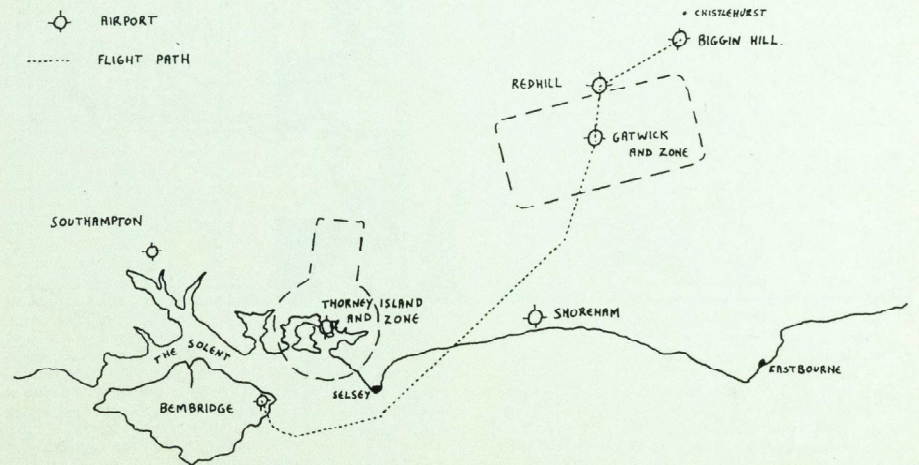 AIRPORT
FLIGHT PATH
CHISTLEHURST
BIGGIN HILL.
REDHILL
GATWICK
AND ZONE
SOUTHAMPTON
THORNEY ISLAND
AND ZONE
SHOREHAM
THE SOLENT
EASTBOURNE
SELSEY
BEMBRIDGE